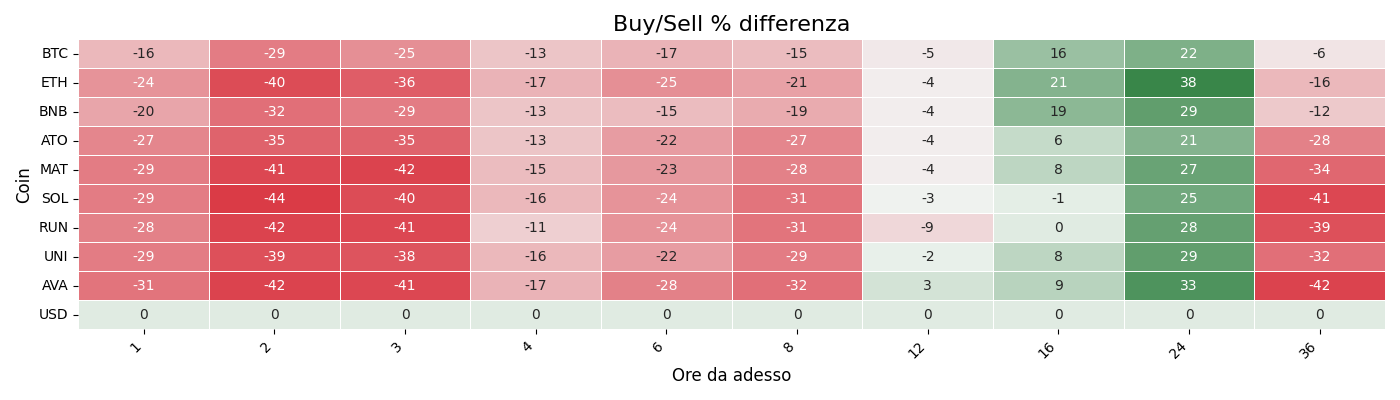 Buy/Sell % differenza
Coin
BTC -16 -29 -25 -13 -17 -15 -5 16 22 -6
ETH -24 -40 -36 -17 -25 -21 -4 21 38 -16
BNB -20 -32 -29 -13 -15 -19 -4 19 29 -12
ATO -27 -35 -35 -13 -22 -27 -4 6 21 -28
MAT -29 -41 -42 -15 -23 -28 -4 8 27 -34
SOL -29 -44 -40 -16 -24 -31 -3 -1 25 -41
RUN -28 -42 -41 -11 -24 -31 -9 0 28 -39
UNI -29 -39 -38 -16 -22 -29 -2 8 29 -32
AVA -31 -42 -41 -17 -28 -32 3 9 33 -42
USD 0 0 0 0 0 0 0 0 0 0
1 2 3 4 6 8 12 16 24 36
Ore da adesso